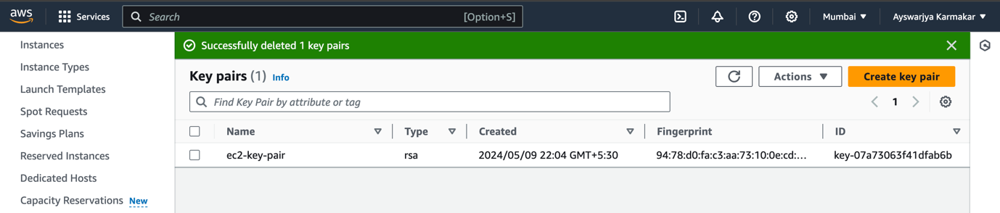 aws Services Search [Option+S] Mumbai Ayswarjya Karmakar
Instances
Instance Types
Launch Templates
Spot Requests
Savings Plans
Reserved Instances
Dedicated Hosts
Capacity Reservations New
Successfully deleted 1 key pairs
Key pairs (1) Info Actions Create key pair
Find Key Pair by attribute or tag 1
Name Type Created Fingerprint ID
ec2-key-pair rsa 2024/05/09 22:04 GMT+5:30 94:78:d0:fa:c3:aa:73:10:0e:cd:... key-07a73063f41dfab6b